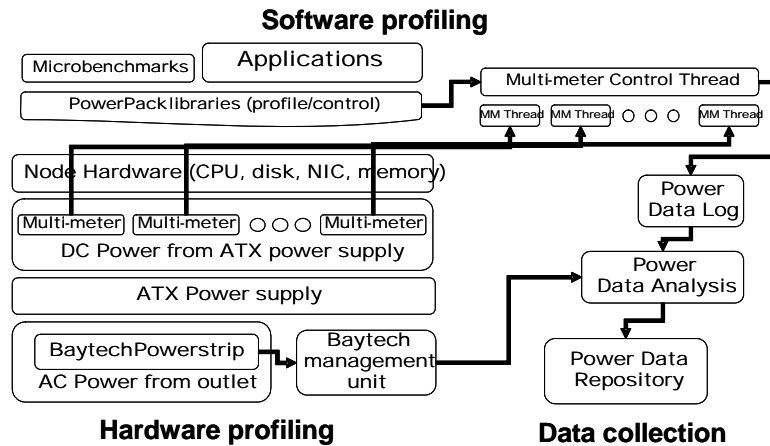 Software profiling
Microbenchmarks
Applications
PowerPack libraries (profile/control)
Multi-meter Control Thread
MM Thread
MM Thread
MM Thread
Node Hardware (CPU, disk, NIC, memory)
Multi-meter
Multi-meter
Multi-meter
DC Power from ATX power supply
ATX Power supply
Baytech Powerstrip
AC Power from outlet
Baytech
management
unit
Power
Data Log
Power
Data Analysis
Power Data
Repository
Hardware profiling
Data collection